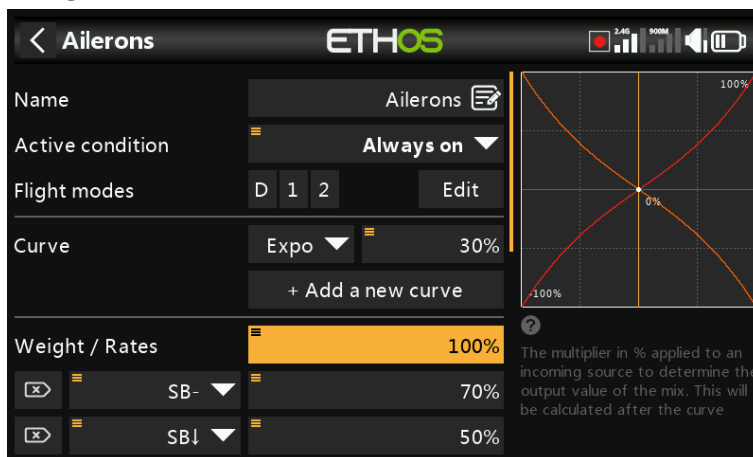 Ailerons
ETHOS
2.4G 900M
Name
Ailerons
Active condition
Always on
Flight modes
D 1 2 Edit
Curve
Expo 30%
+ Add a new curve
Weight / Rates
100%
SB- 70%
SB↓ 50%
100%
0%
-100%
?
The multiplier in % applied to an
incoming source to determine the
output value of the mix. This will
be calculated after the curve